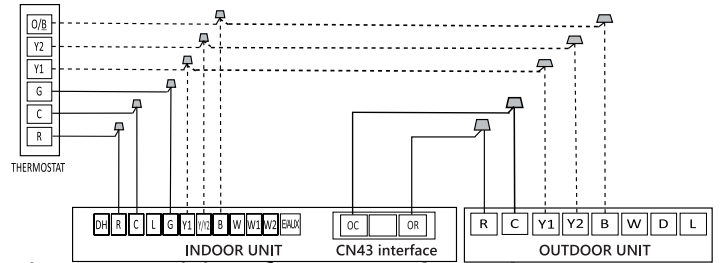 O/B
Y2
Y1
G
C
R
THERMOSTAT
DH R C L G Y1 Y/Y2 B W W1 W2 E/AUX
OC OR
R C Y1 Y2 B W D L
INDOOR UNIT
CN43 interface
OUTDOOR UNIT